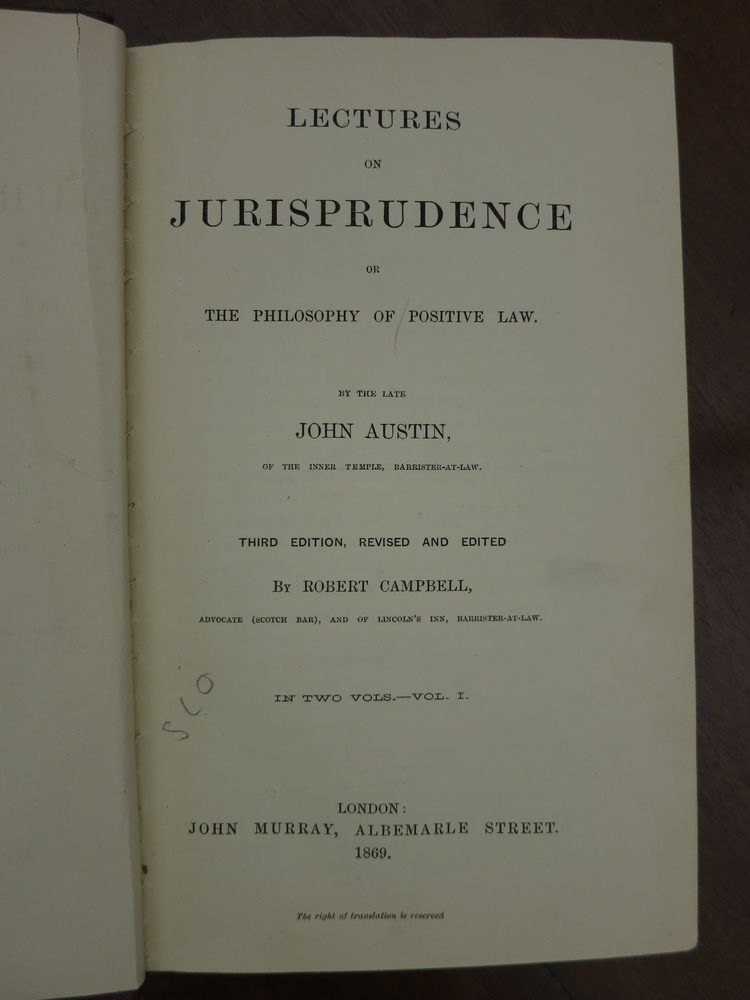 LECTURES
ON
JURISPRUDENCE
OR
THE PHILOSOPHY OF POSITIVE LAW.
BY THE LATE
JOHN AUSTIN,
OF THE INNER TEMPLE, BARRISTER-AT-LAW.
THIRD EDITION, REVISED AND EDITED
BY ROBERT CAMPBELL,
ADVOCATE (SCOTCH BAR), AND OF LINCOLN'S INN, BARRISTER-AT-LAW.
IN TWO VOLS.—VOL. I.
LONDON:
JOHN MURRAY, ALBEMARLE STREET.
1869.
The right of translation is reserved